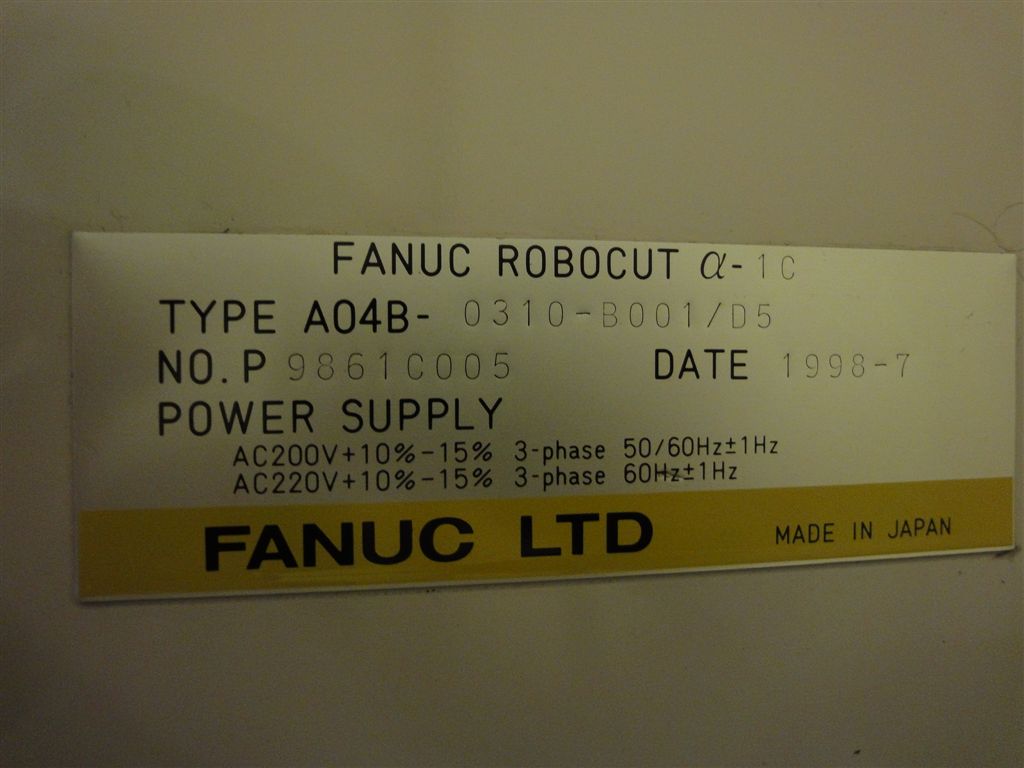 FANUC ROBOCUT α-1C
TYPE A04B-0310-B001/D5
NO. P 9861C005 DATE 1998-7
POWER SUPPLY
AC200V+10%-15% 3-phase 50/60Hz±1Hz
AC220V+10%-15% 3-phase 60Hz±1Hz
FANUC LTD MADE IN JAPAN